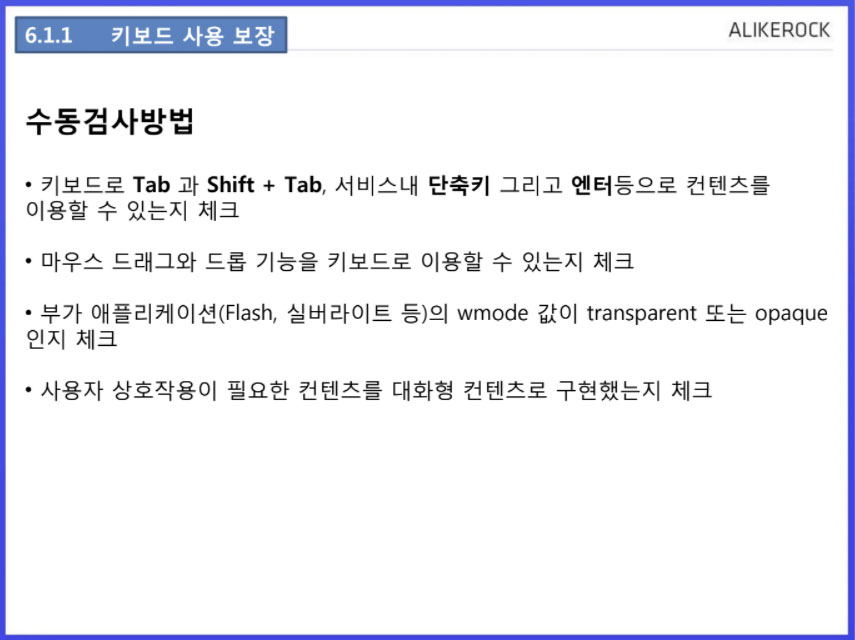 6.1.1 키보드 사용 보장
ALIKEROCK
수동검사방법
• 키보드로 Tab 과 Shift + Tab, 서비스내 단축키 그리고 엔터등으로 컨텐츠를
이용할 수 있는지 체크
• 마우스 드래그와 드롭 기능을 키보드로 이용할 수 있는지 체크
• 부가 애플리케이션(Flash, 실버라이트 등)의 wmode 값이 transparent 또는 opaque
인지 체크
• 사용자 상호작용이 필요한 컨텐츠를 대화형 컨텐츠로 구현했는지 체크